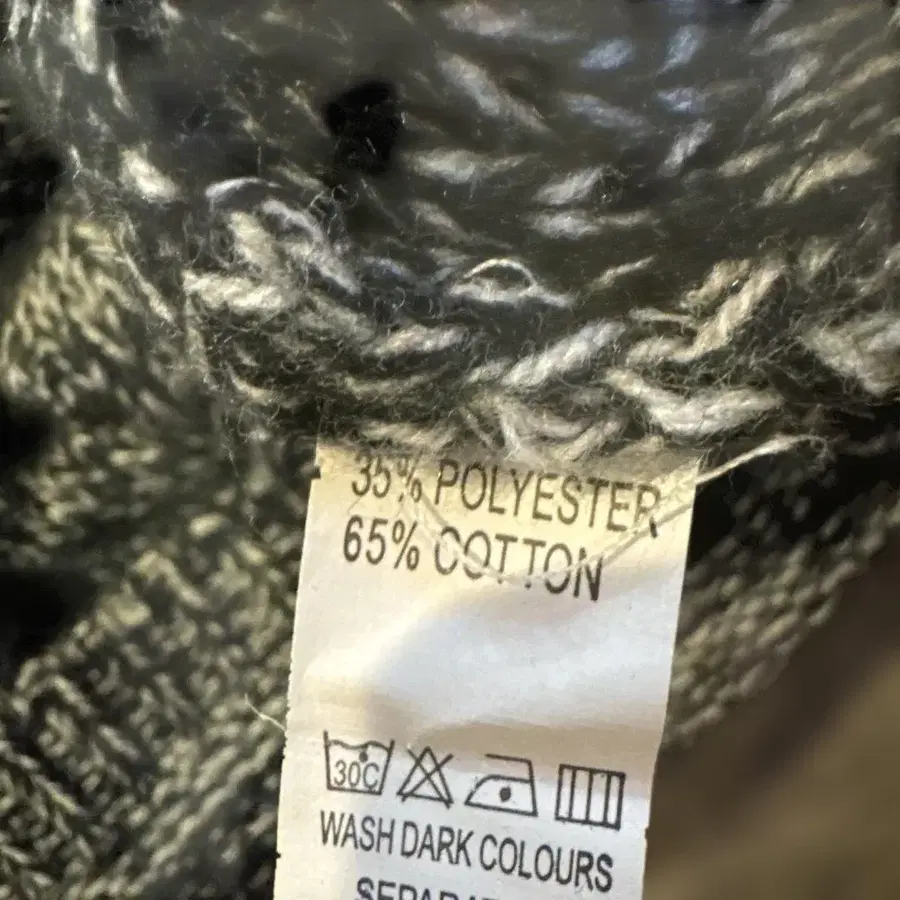 35% POLYESTER
65% COTTON
30C
WASH DARK COLOURS